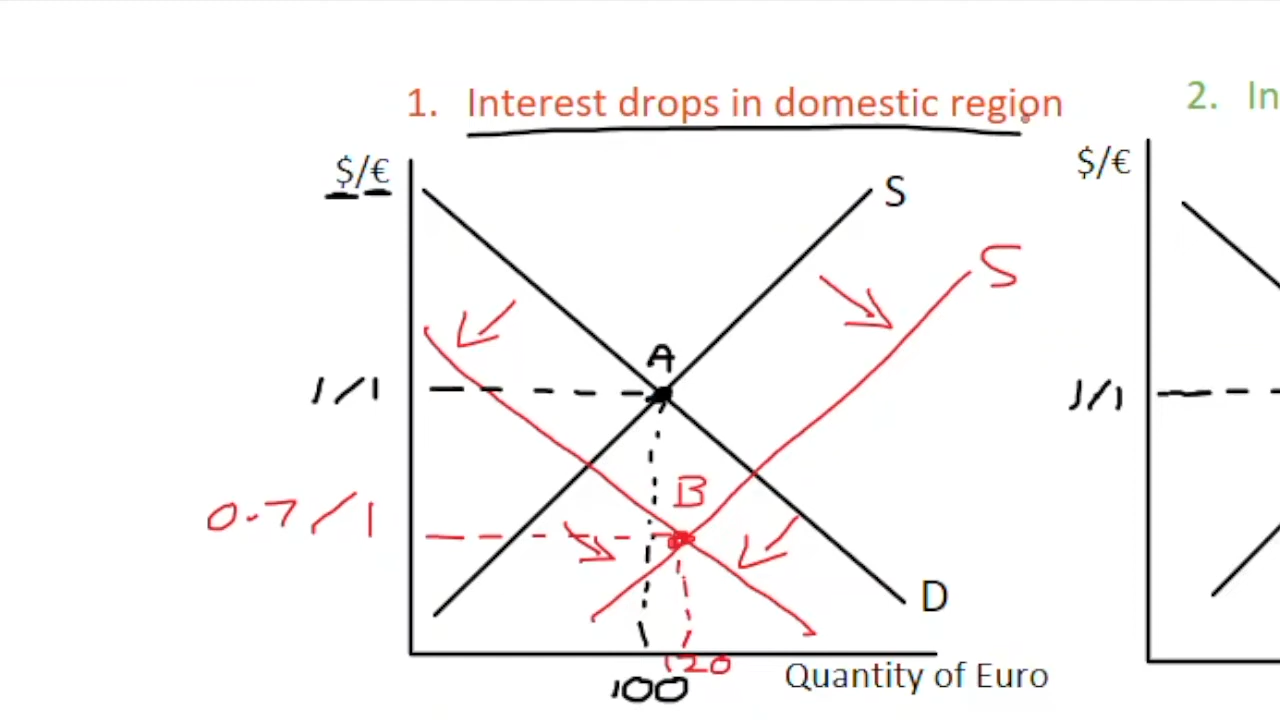 1. Interest drops in domestic region
2. In
$/€
S
S
A
1/1
B
0.7/1
D
120
100
Quantity of Euro
$/€
1/1